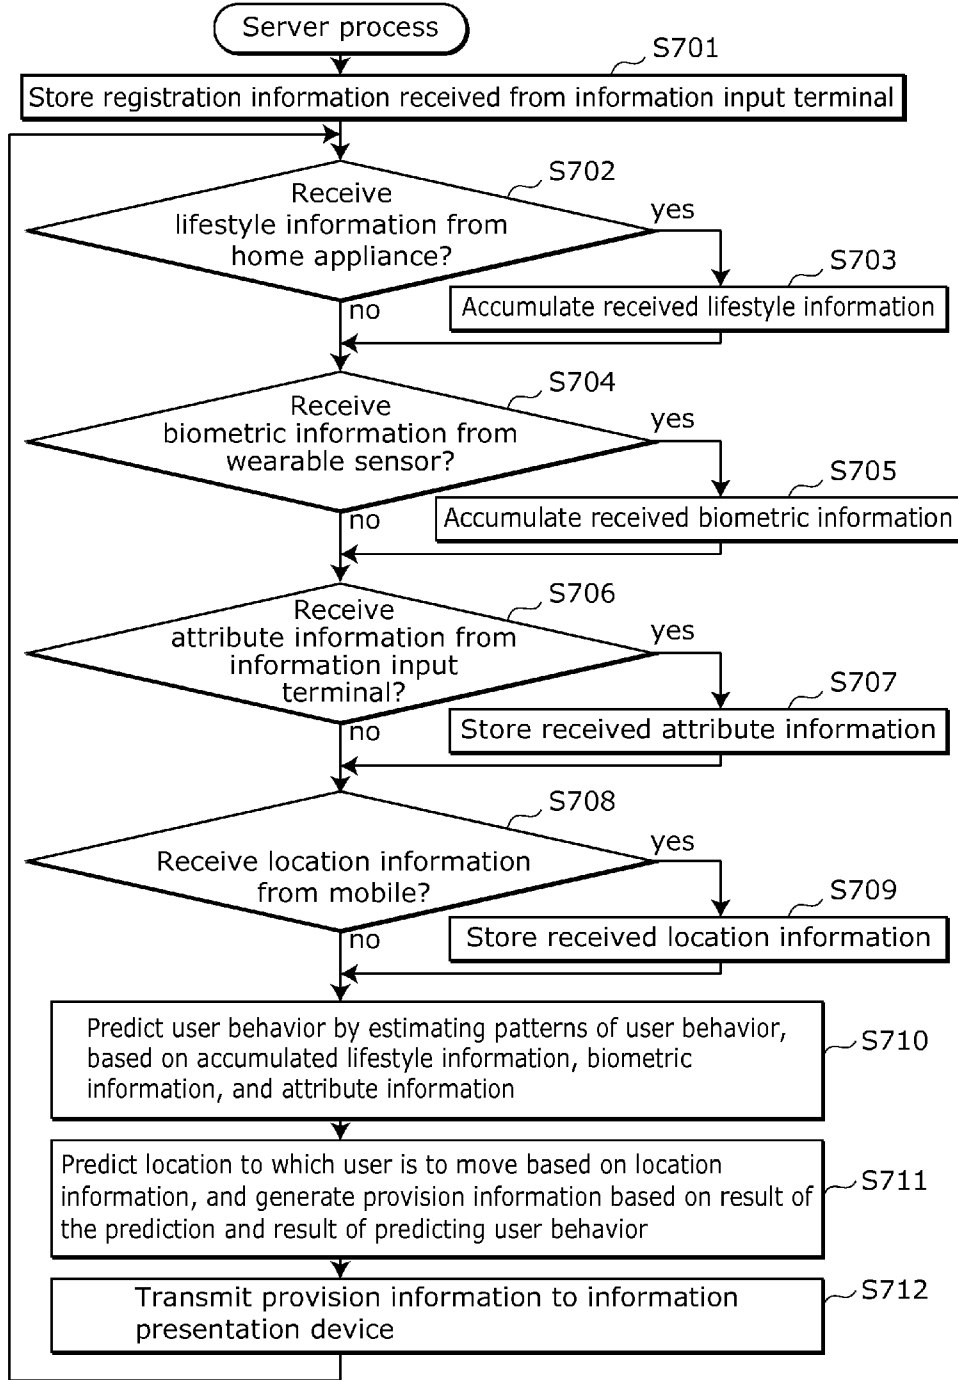 Server process
S701
Store registration information received from information input terminal
S702
Receive
lifestyle information from
home appliance?
yes
no
S703
Accumulate received lifestyle information
S704
Receive
biometric information from
wearable sensor?
yes
no
S705
Accumulate received biometric information
S706
Receive
attribute information from
information input
terminal?
yes
no
S707
Store received attribute information
S708
Receive location information
from mobile?
yes
no
S709
Store received location information
Predict user behavior by estimating patterns of user behavior,
based on accumulated lifestyle information, biometric
information, and attribute information
S710
Predict location to which user is to move based on location
information, and generate provision information based on result of
the prediction and result of predicting user behavior
S711
Transmit provision information to information
presentation device
S712